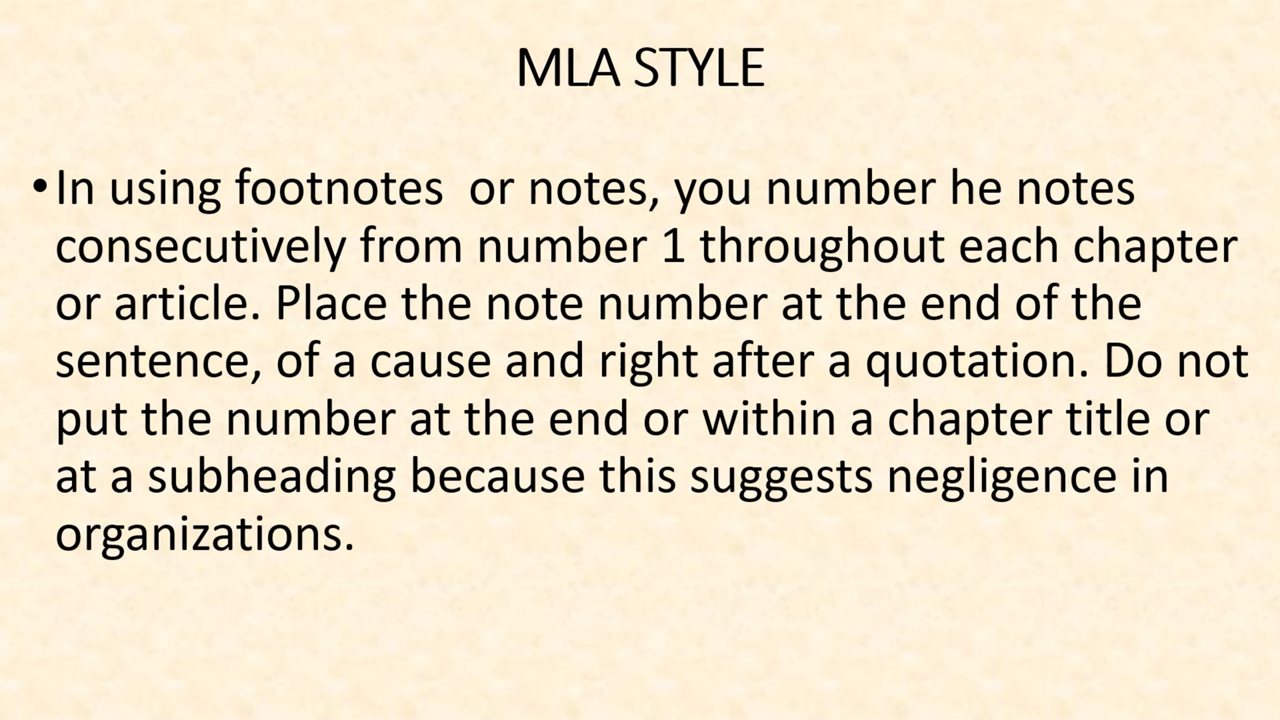 MLA STYLE
• In using footnotes  or notes, you number he notes
consecutively from number 1 throughout each chapter
or article. Place the note number at the end of the
sentence, of a cause and right after a quotation. Do not
put the number at the end or within a chapter title or
at a subheading because this suggests negligence in
organizations.